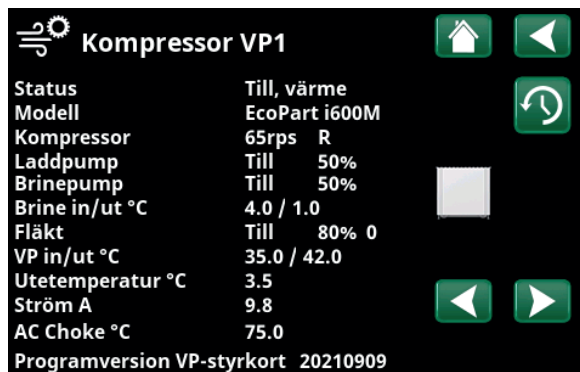 Kompressor VP1
Status Till, värme
Modell EcoPart i600M
Kompressor 65rps R
Laddpump Till 50%
Brinepump Till 50%
Brine in/ut °C 4.0 / 1.0
Fläkt Till 80% 0
VP in/ut °C 35.0 / 42.0
Utetemperatur °C 3.5
Ström A 9.8
AC Choke °C 75.0
Programversion VP-styrkort 20210909